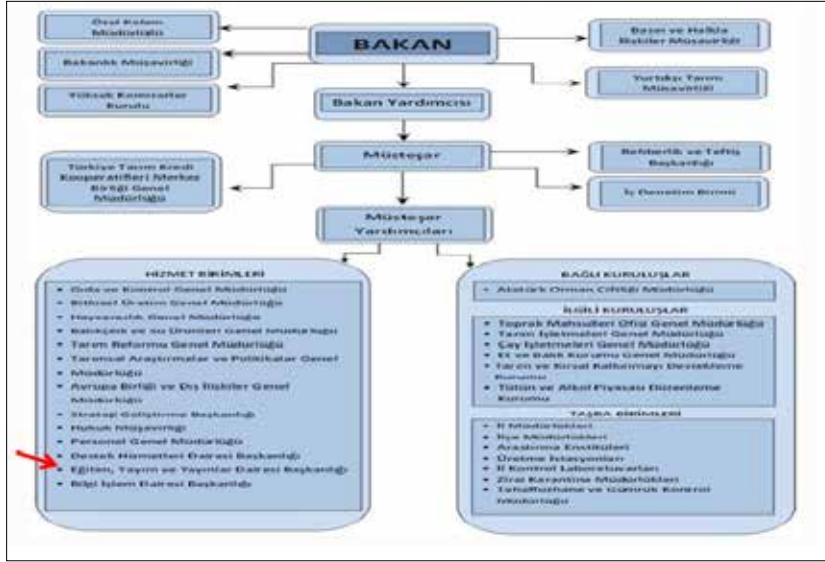 Özel Kalem
Müdürlüğü
BAKAN
Basın ve Halkla
İlişkiler Müşavirliği
Bakanlık Müşavirliği
Yüksek Komiserler
Kurulu
Yurtdışı Tarım
Müşavirliği
Bakan Yardımcısı
Müsteşar
Rehberlik ve Teftiş
Başkanlığı
Türkiye Tarım Kredi
Kooperatifleri Merkez
Birliği Genel
Müdürlüğü
İç Denetim Birimi
Müsteşar
Yardımcıları
HİZMET BİRİMLERİ
• Gıda ve Kontrol Genel Müdürlüğü
• Bitkisel Üretim Genel Müdürlüğü
• Hayvancılık Genel Müdürlüğü
• Balıkçılık ve Su Ürünleri Genel Müdürlüğü
• Tarım Reformu Genel Müdürlüğü
• Tarımsal Araştırmalar ve Politikalar Genel
• Müdürlüğü
• Avrupa Birliği ve Dış İlişkiler Genel
Müdürlüğü
• Strateji Geliştirme Başkanlığı
• Hukuk Müşavirliği
• Personel Genel Müdürlüğü
• Destek Hizmetleri Dairesi Başkanlığı
• Eğitim, Yayım ve Yayınlar Dairesi Başkanlığı
• Bilgi İşlem Dairesi Başkanlığı
BAĞLI KURULUŞLAR
• Atatürk Orman Çiftliği Müdürlüğü
İLGİLİ KURULUŞLAR
• Toprak Mahsulleri Ofisi Genel Müdürlüğü
• Tarım İşletmeleri Genel Müdürlüğü
• Çay İşletmeleri Genel Müdürlüğü
• Et ve Balık Kurumu Genel Müdürlüğü
• Tarım ve Kırsal Kalkınmayı Destekleme
Kurumu
• Tütün ve Alkol Piyasası Düzenleme
Kurumu
TAŞRA BİRİMLERİ
• İl Müdürlükleri
• İlçe Müdürlükleri
• Araştırma Enstitüleri
• Üretme İstasyonları
• İl Kontrol Laboratuvarları
• Zirai Karantina Müdürlükleri
• Tahaffuzhane ve Gümrük Kontrol
Müdürlüğü